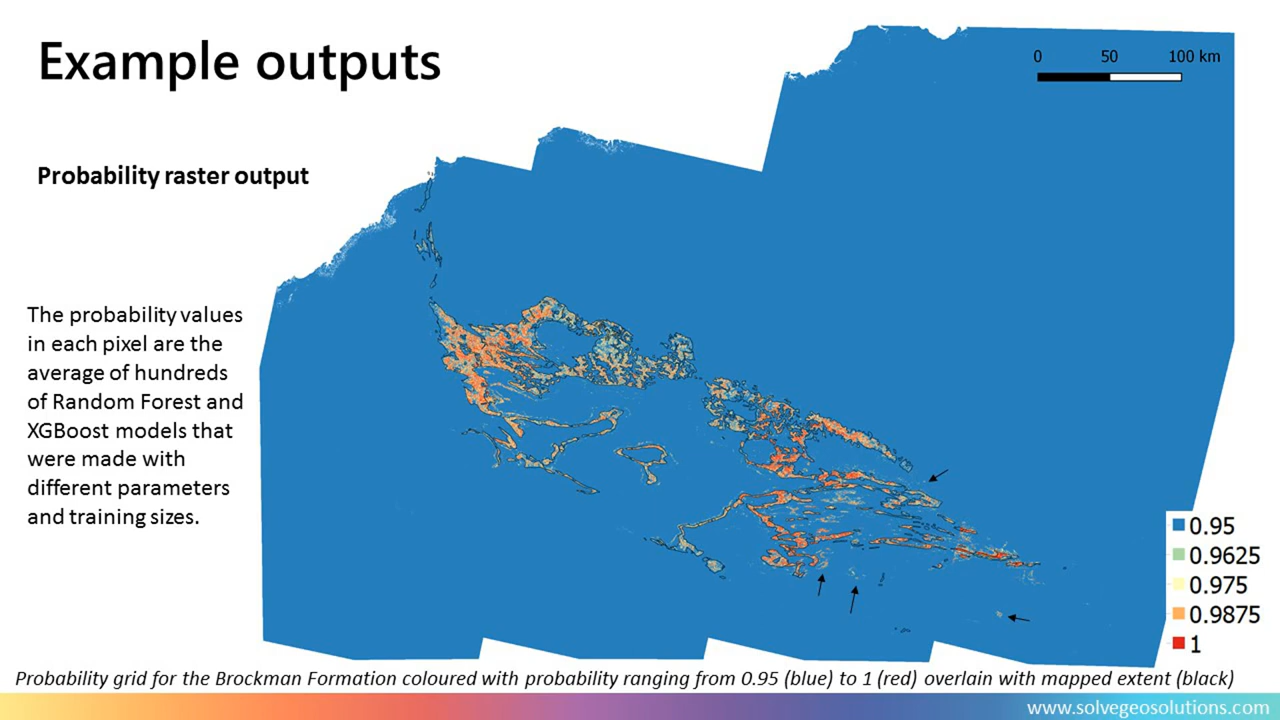 Example outputs
0 50 100 km
Probability raster output
The probability values
in each pixel are the
average of hundreds
of Random Forest and
XGBoost models that
were made with
different parameters
and training sizes.
0.95
0.9625
0.975
0.9875
1
Probability grid for the Brockman Formation coloured with probability ranging from 0.95 (blue) to 1 (red) overlain with mapped extent (black)
www.solvegeosolutions.com